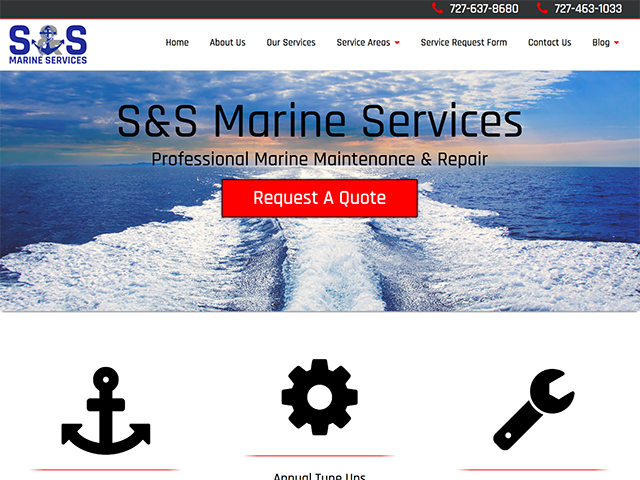 727-637-8680 727-463-1033
S&S
MARINE SERVICES
Home About Us Our Services Service Areas Service Request Form Contact Us Blog
S&S Marine Services
Professional Marine Maintenance & Repair
Request A Quote
Annual Tune Ups